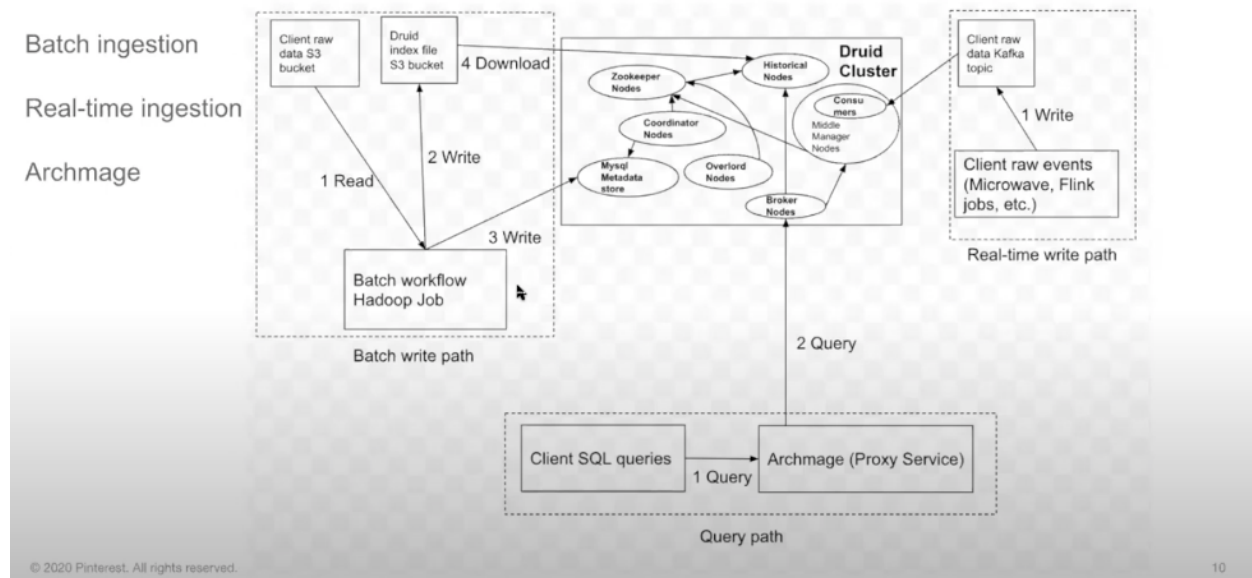 Batch ingestion
Real-time ingestion
Archmage
Client raw
data S3
bucket
Druid
index file
S3 bucket
4 Download
1 Read
2 Write
3 Write
Batch workflow
Hadoop Job
Batch write path
Druid
Cluster
Historical
Nodes
Zookeeper
Nodes
Consu
mers
Middle
Manager
Nodes
Coordinator
Nodes
Mysql
Metadata
store
Overlord
Nodes
Broker
Nodes
Client raw
data Kafka
topic
1 Write
Client raw events
(Microwave, Flink
jobs, etc.)
Real-time write path
2 Query
Client SQL queries
1 Query
Archmage (Proxy Service)
Query path
© 2020 Pinterest. All rights reserved.
10